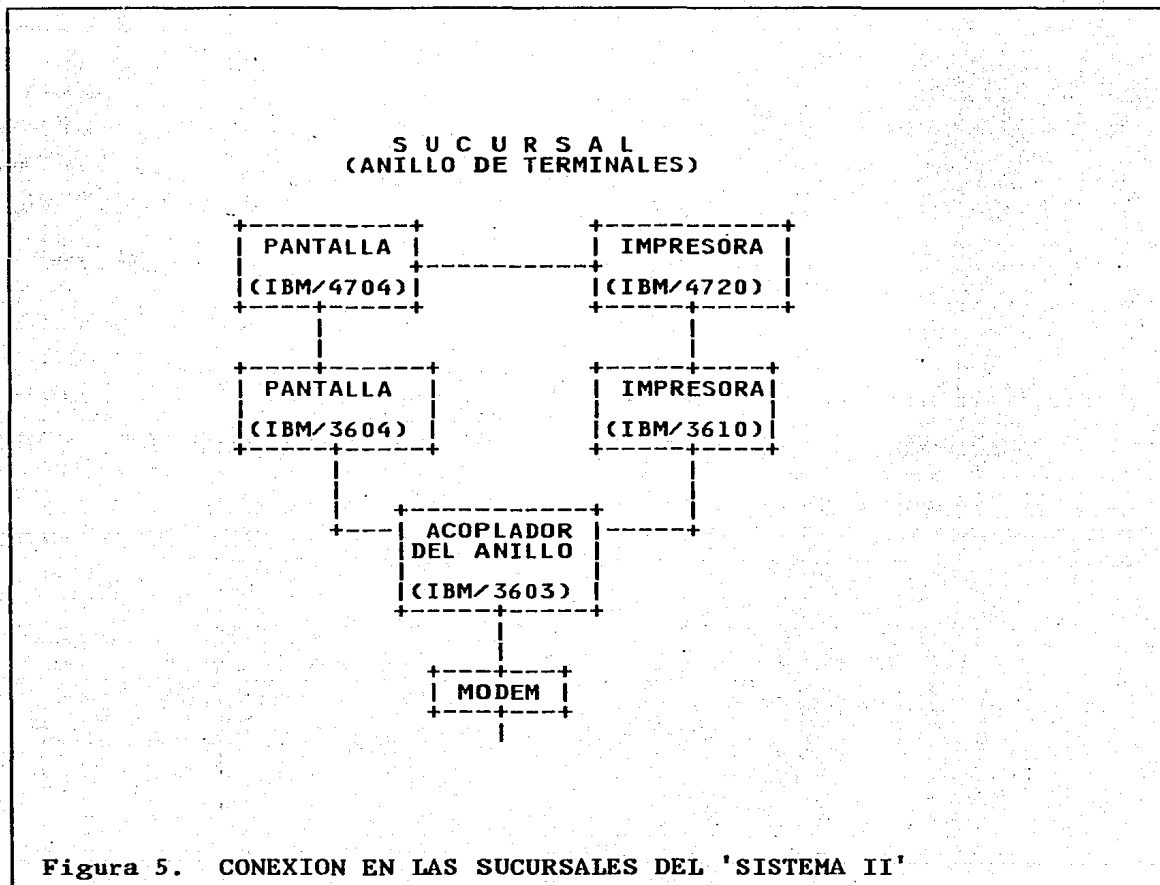 S U C U R S A L
(ANILLO DE TERMINALES)
PANTALLA
(IBM/4704)
IMPRESORA
(IBM/4720)
PANTALLA
(IBM/3604)
IMPRESORA
(IBM/3610)
ACOPLADOR
DEL ANILLO
(IBM/3603)
MODEM
Figura 5. CONEXION EN LAS SUCURSALES DEL 'SISTEMA II'